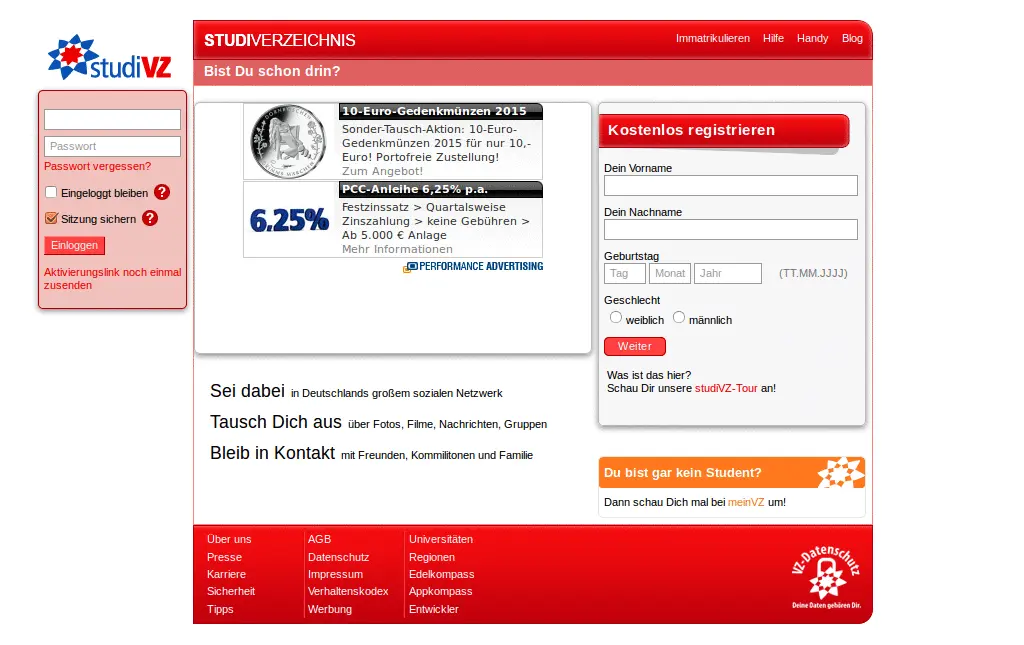 studiVZ
STUDIVERZEICHNIS
Immatrikulieren Hilfe Handy Blog
Bist Du schon drin?
Passwort
Passwort vergessen?
Eingeloggt bleiben ?
Sitzung sichern ?
Einloggen
Aktivierungslink noch einmal
zusenden
10-Euro-Gedenkmünzen 2015
Sonder-Tausch-Aktion: 10-Euro-
Gedenkmünzen 2015 für nur 10,-
Euro! Portofreie Zustellung!
Zum Angebot!
PCC-Anleihe 6,25% p.a.
6,25%
Festzinssatz > Quartalsweise
Zinszahlung > keine Gebühren >
Ab 5.000 € Anlage
Mehr Informationen
PERFORMANCE ADVERTISING
Sei dabei in Deutschlands großem sozialen Netzwerk
Tausch Dich aus über Fotos, Filme, Nachrichten, Gruppen
Bleib in Kontakt mit Freunden, Kommilitonen und Familie
Kostenlos registrieren
Dein Vorname
Dein Nachname
Geburtstag
Tag Monat Jahr (TT.MM.JJJJ)
Geschlecht
weiblich männlich
Weiter
Was ist das hier?
Schau Dir unsere studiVZ-Tour an!
Du bist gar kein Student?
Dann schau Dich mal bei meinVZ um!
Über uns
Presse
Karriere
Sicherheit
Tipps
AGB
Datenschutz
Impressum
Verhaltenskodex
Werbung
Universitäten
Regionen
Edelkompass
Appkompass
Entwickler
VZ-Datenschutz
Deine Daten gehören Dir.